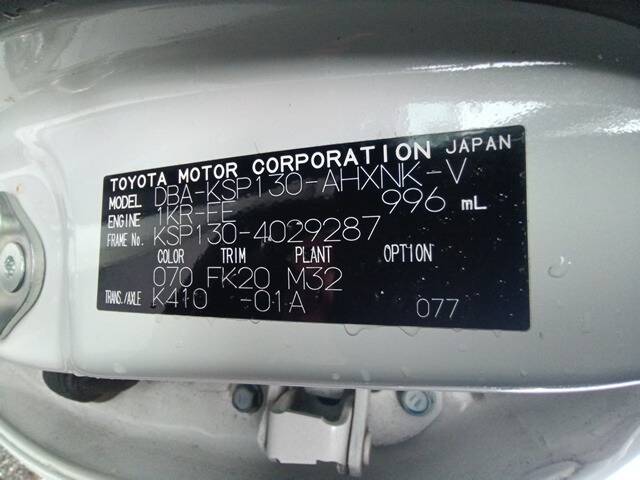 TOYOTA MOTOR CORPORATION JAPAN
MODEL DBA-KSP130-AHXNK-V
ENGINE 1KR-FE 996 mL
FRAME No. KSP130-4029287
COLOR TRIM PLANT OPTION
070 FK20 M32
TRANS./AXLE K410 -01A 077